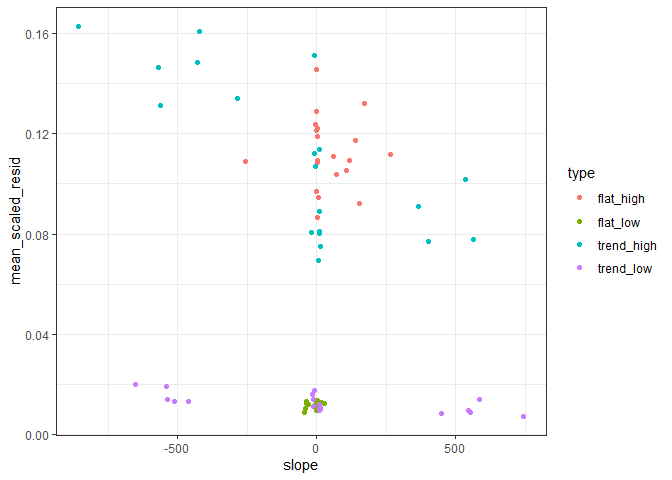 0.16
0.12
0.08
0.04
0.00
mean_scaled_resid
-500
0
500
slope
type
flat_high
flat_low
trend_high
trend_low